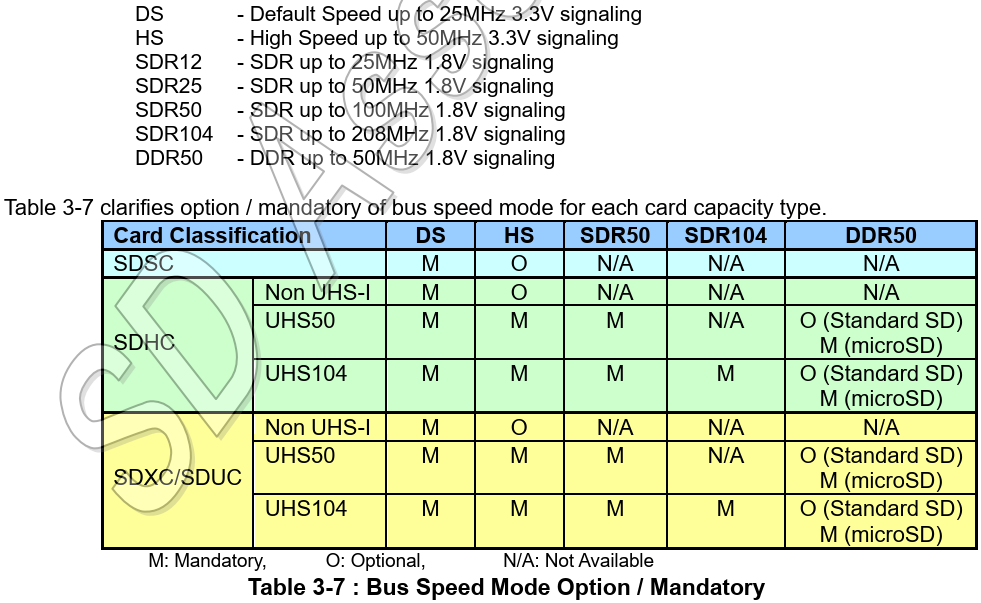 DS - Default Speed up to 25MHz 3.3V signaling
HS - High Speed up to 50MHz 3.3V signaling
SDR12 - SDR up to 25MHz 1.8V signaling
SDR25 - SDR up to 50MHz 1.8V signaling
SDR50 - SDR up to 100MHz 1.8V signaling
SDR104 - SDR up to 208MHz 1.8V signaling
DDR50 - DDR up to 50MHz 1.8V signaling
Table 3-7 clarifies option / mandatory of bus speed mode for each card capacity type.
Card Classification DS HS SDR50 SDR104 DDR50
SDSC M O N/A N/A N/A
SDHC
Non UHS-I M O N/A N/A N/A
UHS50 M M M N/A O (Standard SD)
M (microSD)
UHS104 M M M M O (Standard SD)
M (microSD)
SDXC/SDUC
Non UHS-I M O N/A N/A N/A
UHS50 M M M N/A O (Standard SD)
M (microSD)
UHS104 M M M M O (Standard SD)
M (microSD)
M: Mandatory, O: Optional, N/A: Not Available
Table 3-7 : Bus Speed Mode Option / Mandatory
SD Asso